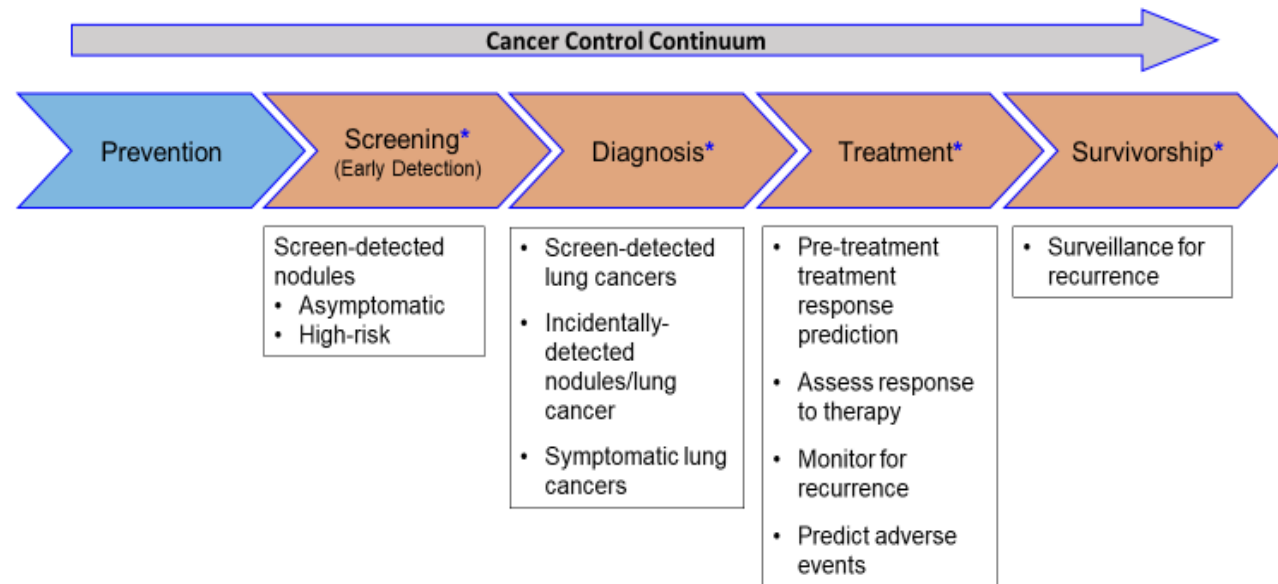 Cancer Control Continuum
Prevention
Screening*
(Early Detection)
Diagnosis*
Treatment*
Survivorship*
Screen-detected
nodules
• Asymptomatic
• High-risk
• Screen-detected
lung cancers
• Incidentally-
detected
nodules/lung
cancer
• Symptomatic lung
cancers
• Pre-treatment
treatment
response
prediction
• Assess response
to therapy
• Monitor for
recurrence
• Predict adverse
events
• Surveillance for
recurrence